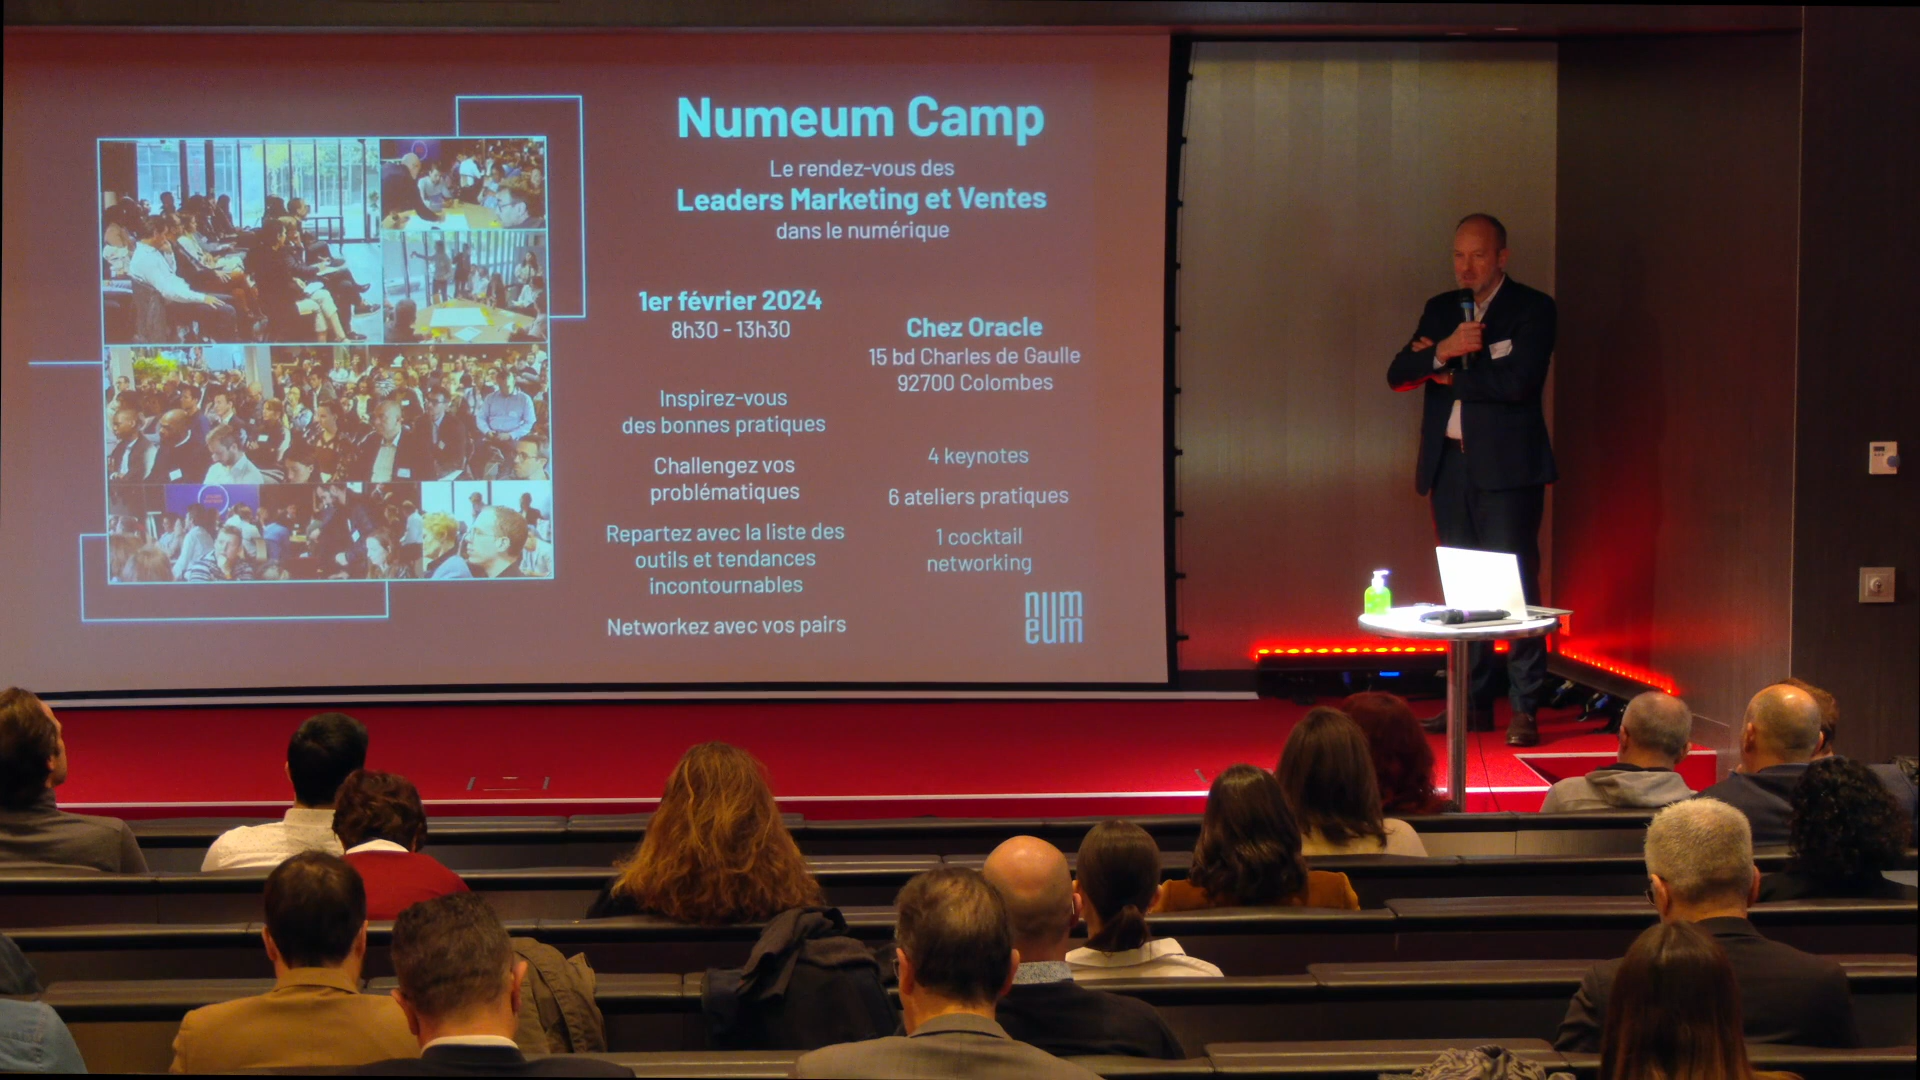 Numeum Camp
Le rendez-vous des
Leaders Marketing et Ventes
dans le numérique
1er février 2024
8h30 - 13h30
Inspirez-vous
des bonnes pratiques
Challengez vos
problématiques
Repartez avec la liste des
outils et tendances
incontournables
Networkez avec vos pairs
Chez Oracle
15 bd Charles de Gaulle
92700 Colombes
4 keynotes
6 ateliers pratiques
1 cocktail
networking
num
eum